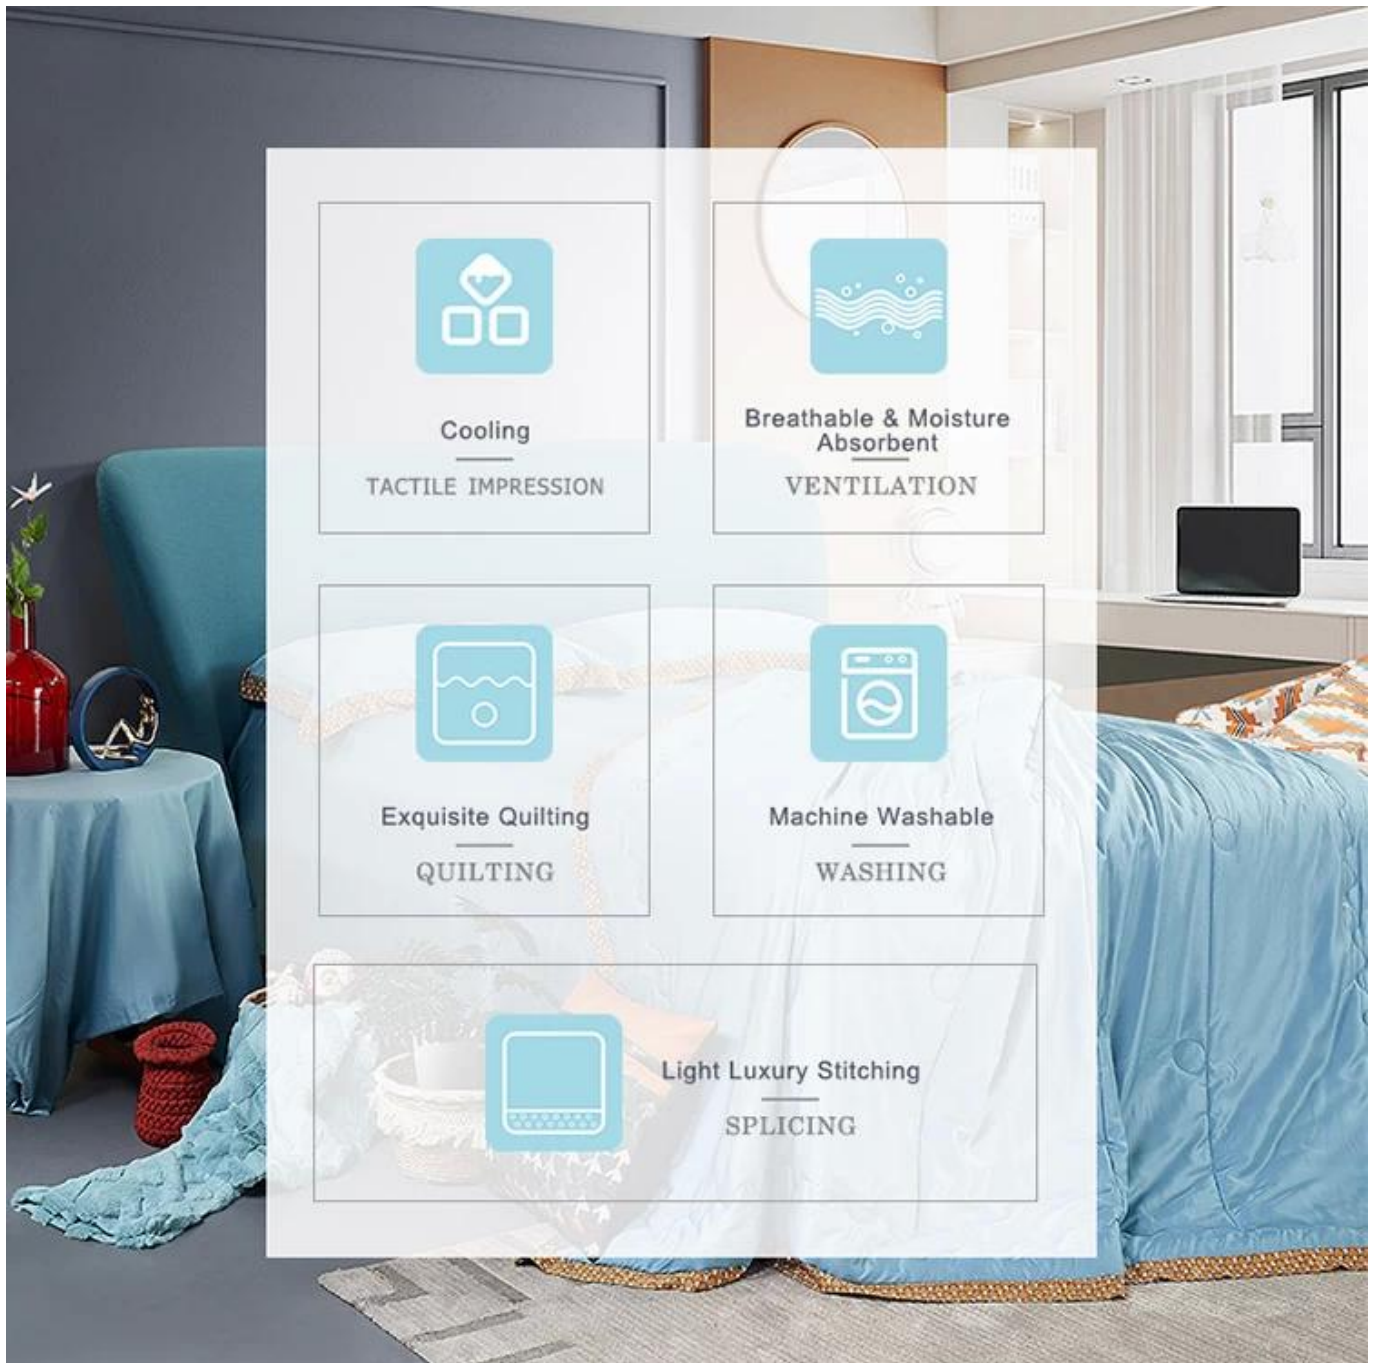 Cooling
TACTILE IMPRESSION
Breathable & Moisture
Absorbent
VENTILATION
Exquisite Quilting
QUILTING
Machine Washable
WASHING
Light Luxury Stitching
SPLICING